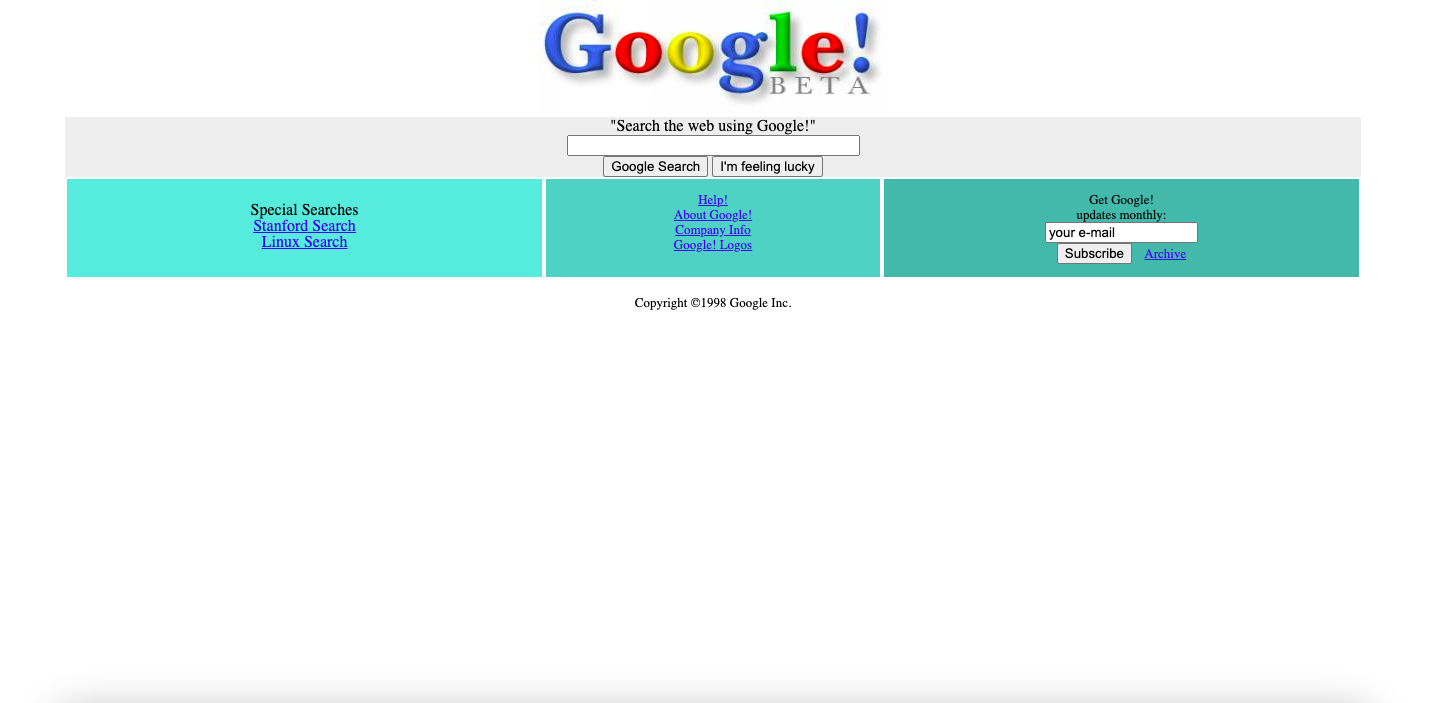 Google!
BETA
"Search the web using Google!"
Google Search I'm feeling lucky
Special Searches
Stanford Search
Linux Search
Help!
About Google!
Company Info
Google! Logos
Get Google!
updates monthly:
your e-mail
Subscribe Archive
Copyright ©1998 Google Inc.